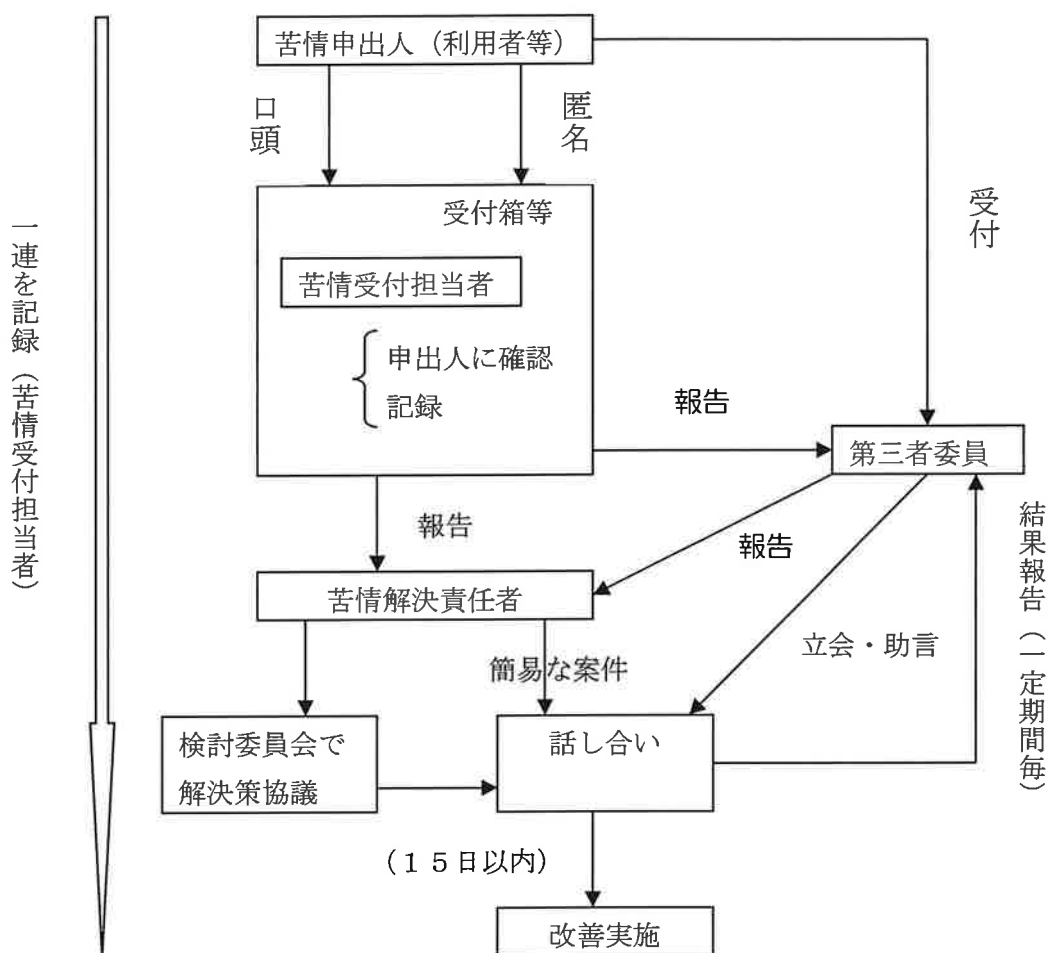 苦情申出人（利用者等）
口頭
匿名
受付箱等
受付
苦情受付担当者
申出人に確認
記録
一連を記録（苦情受付担当者）
報告
第三者委員
報告
報告
苦情解決責任者
結果報告（一定期間毎）
立会・助言
簡易な案件
検討委員会で
解決策協議
話し合い
（１５日以内）
改善実施